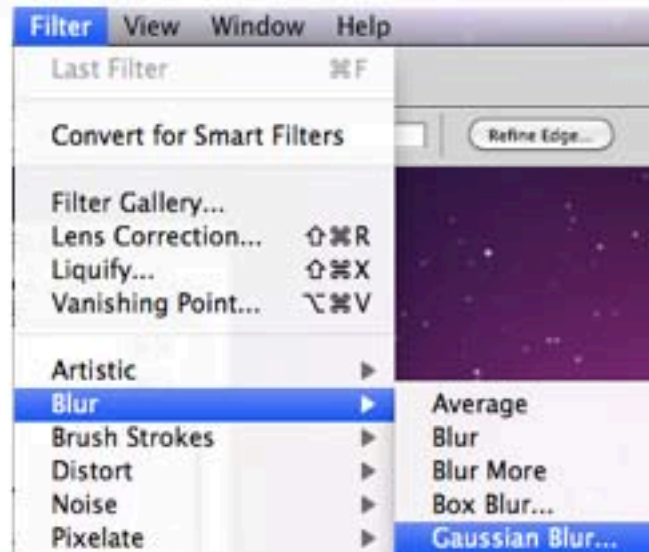 Filter View Window Help
Last Filter ⌘F
Convert for Smart Filters
Refine Edge...
Filter Gallery...
Lens Correction... ⇧⌘R
Liquify... ⇧⌘X
Vanishing Point... ⌥⌘V
Artistic
Blur
Brush Strokes
Distort
Noise
Pixelate
Average
Blur
Blur More
Box Blur...
Gaussian Blur...